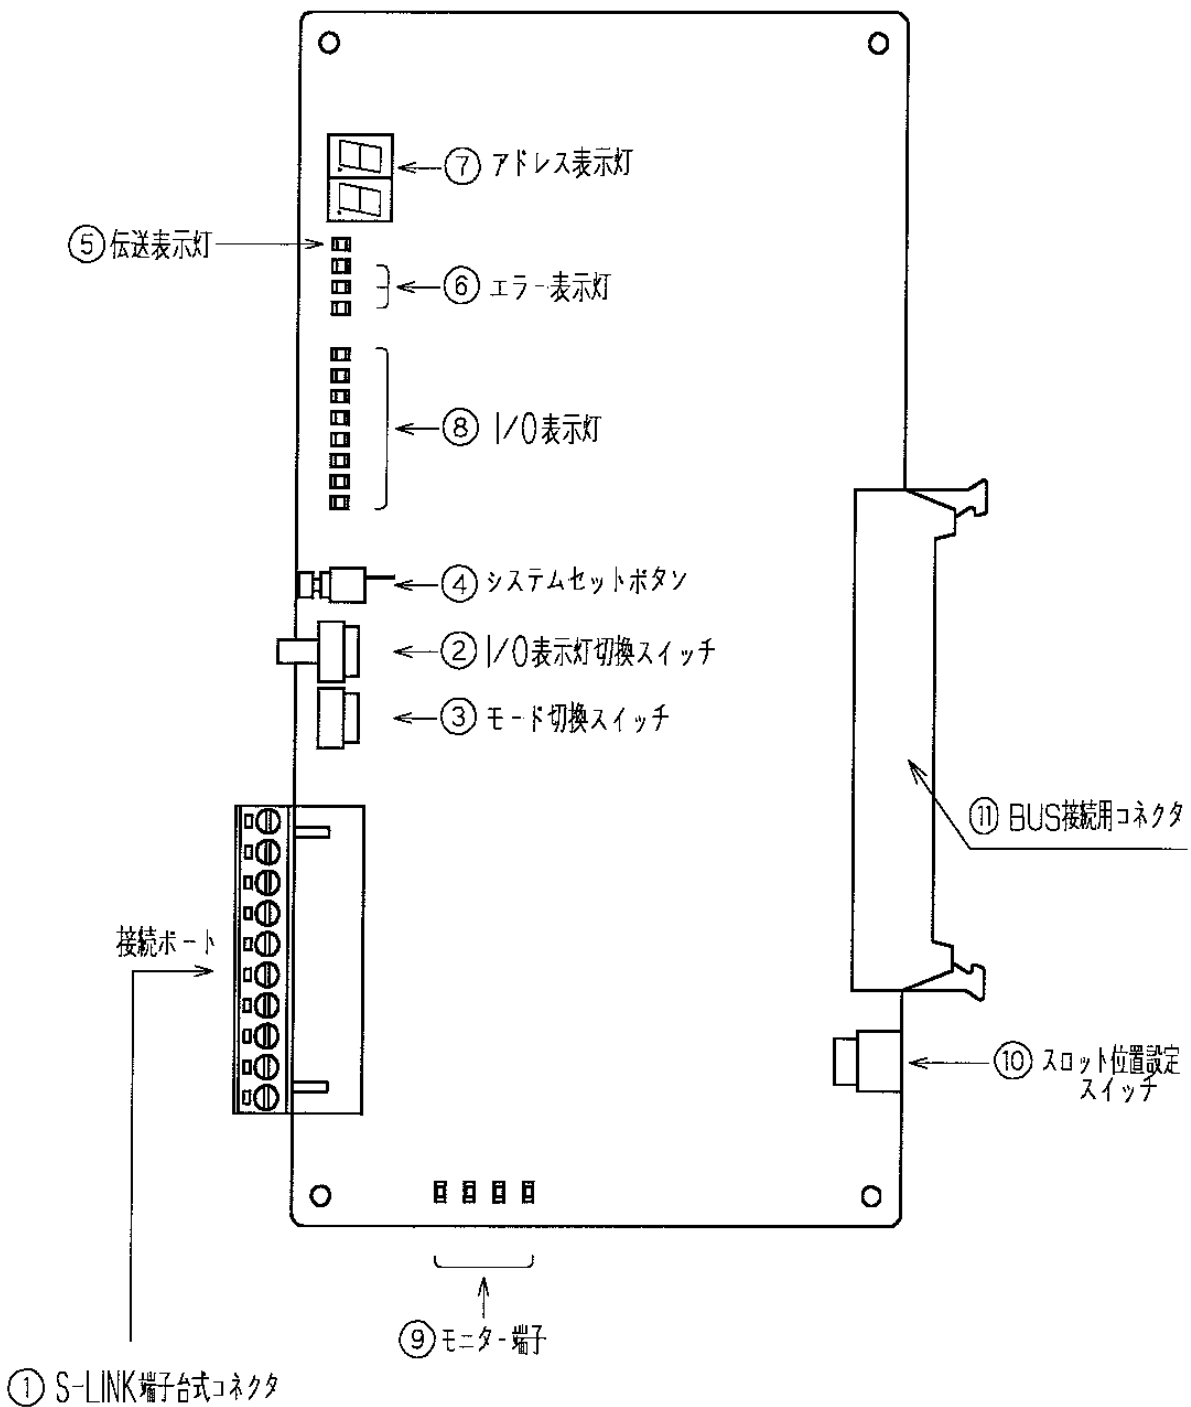 ⑦ アドレス表示灯
⑤ 伝送表示灯
⑥ エラー表示灯
⑧ I/O表示灯
④ システムセットボタン
② I/O表示灯切換スイッチ
③ モード切換スイッチ
⑪ BUS接続用コネクタ
接続ポート
⑩ スロット位置設定
スイッチ
⑨ モニター端子
① S-LINK端子台式コネクタ